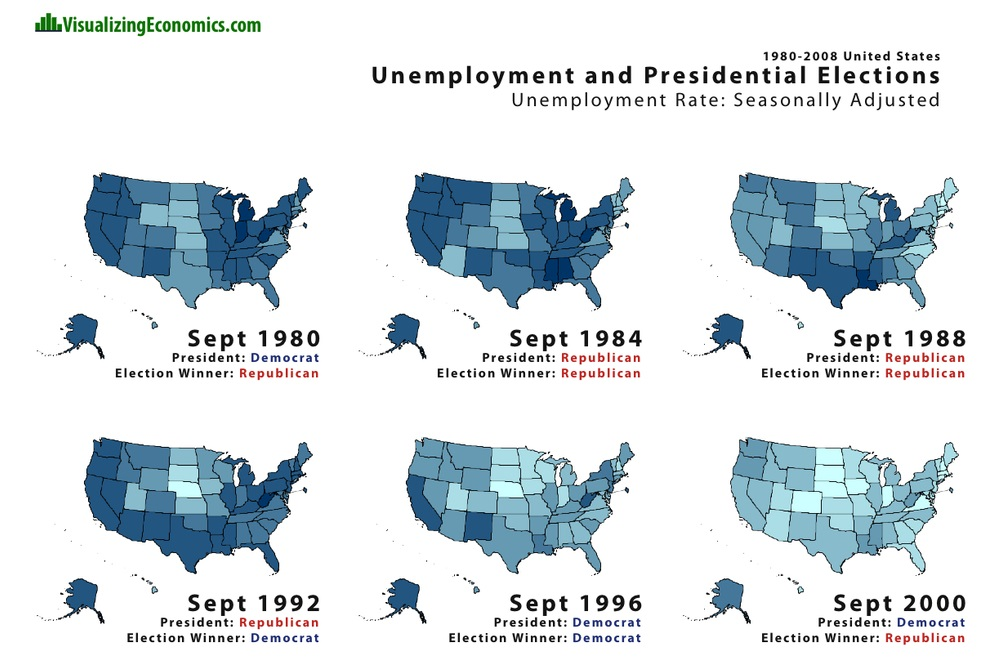 VisualizingEconomics.com
1980-2008 United States
Unemployment and Presidential Elections
Unemployment Rate: Seasonally Adjusted
Sept 1980
President: Democrat
Election Winner: Republican
Sept 1984
President: Republican
Election Winner: Republican
Sept 1988
President: Republican
Election Winner: Republican
Sept 1992
President: Republican
Election Winner: Democrat
Sept 1996
President: Democrat
Election Winner: Democrat
Sept 2000
President: Democrat
Election Winner: Republican